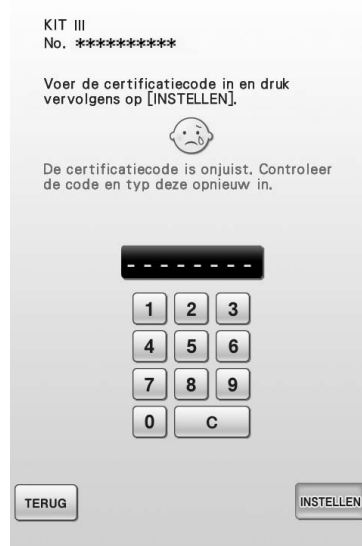 KIT III
No. **********
Voer de certificatiecode in en druk
vervolgens op [INSTELLEN].
De certificatiecode is onjuist. Controleer
de code en typ deze opnieuw in.
- - - - - - - -
1 2 3
4 5 6
7 8 9
0 C
TERUG INSTELLEN